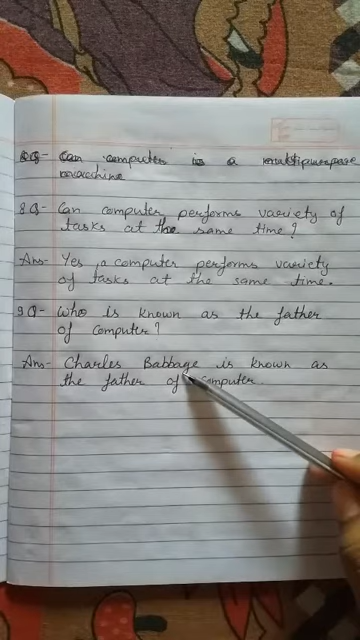 8Q- Can computer is a multipurpose
machine
8Q- Can computer performs variety of
tasks at the same time?
Ans- Yes, a computer performs variety
of tasks at the same time.
9Q- Who is known as the father
of computer?
Ans- Charles Babbage is known as
the father of computer.